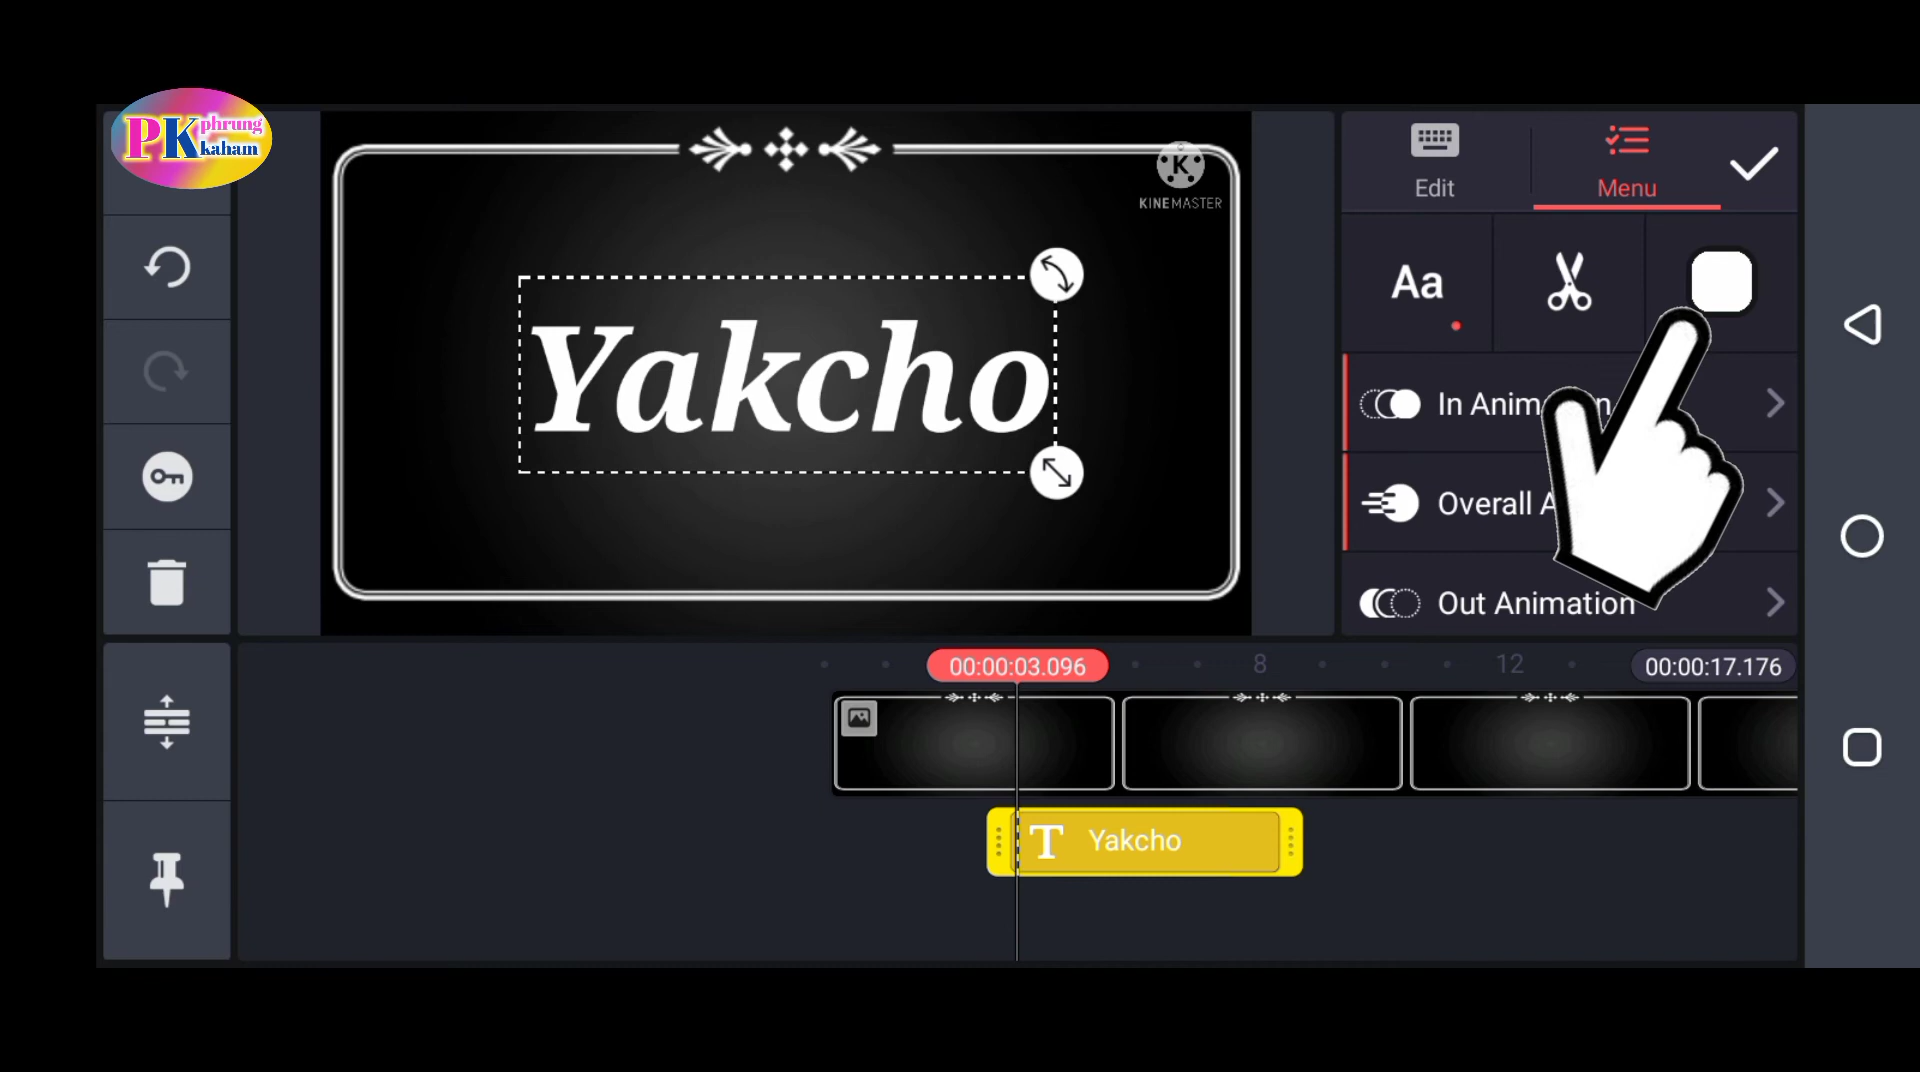 PK phrung
kaham
K
KINEMASTER
Yakcho
Edit
Menu
Aa
In Anim
n
Overall A
Out Animation
00:00:03.096
8
12
00:00:17.176
T Yakcho